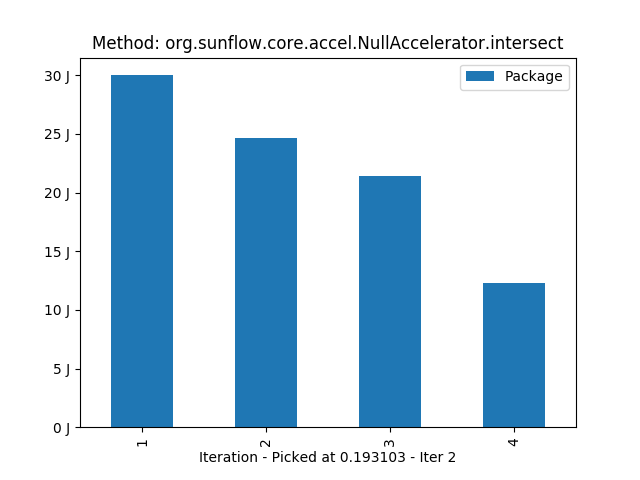 Method: org.sunflow.core.accel.NullAccelerator.intersect
Package
30 J
25 J
20 J
15 J
10 J
5 J
0 J
1
2
3
4
Iteration - Picked at 0.193103 - Iter 2